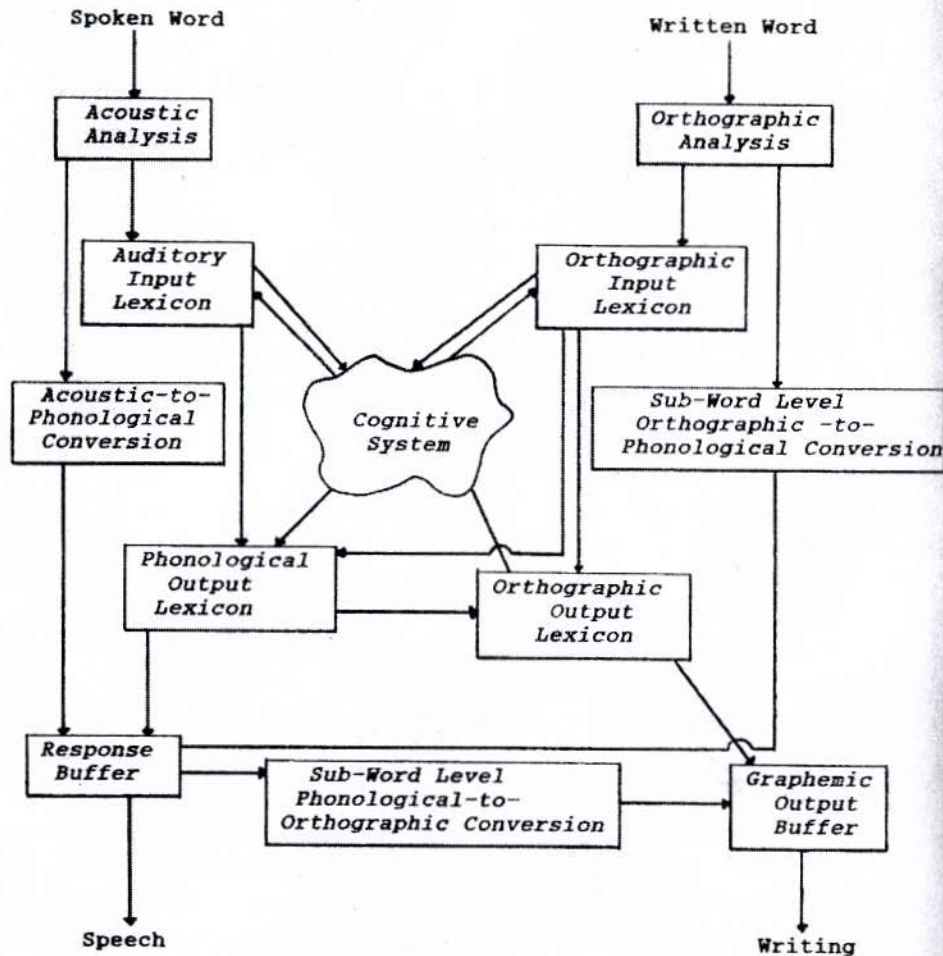 Spoken Word
Written Word
Acoustic
Analysis
Orthographic
Analysis
Auditory
Input
Lexicon
Orthographic
Input
Lexicon
Acoustic-to-
Phonological
Conversion
Cognitive
System
Sub-Word Level
Orthographic -to-
Phonological Conversion
Phonological
Output
Lexicon
Orthographic
Output
Lexicon
Response
Buffer
Sub-Word Level
Phonological-to-
Orthographic Conversion
Graphemic
Output
Buffer
Speech
Writing